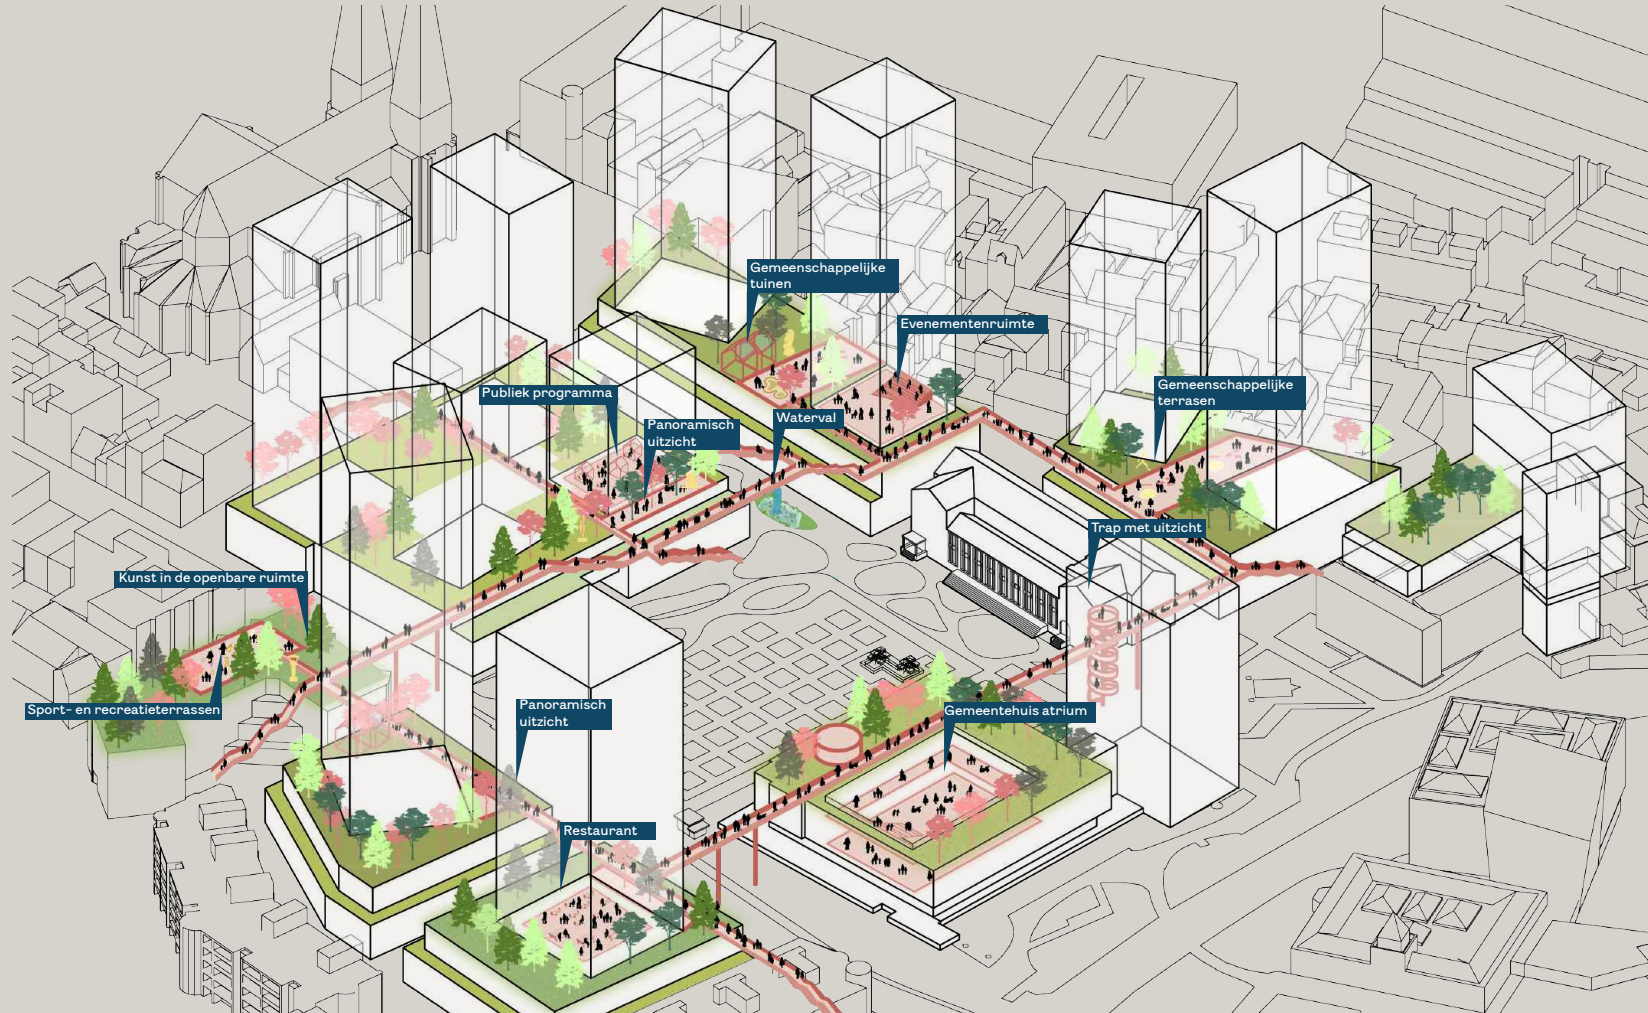 Gemeenschappelijke
tuinen
Evenementenruimte
Gemeenschappelijke
terrasen
Publiek programma
Panoramisch
uitzicht
Waterval
Trap met uitzicht
Kunst in de openbare ruimte
Sport- en recreatieterrassen
Panoramisch
uitzicht
Gemeentehuis atrium
Restaurant